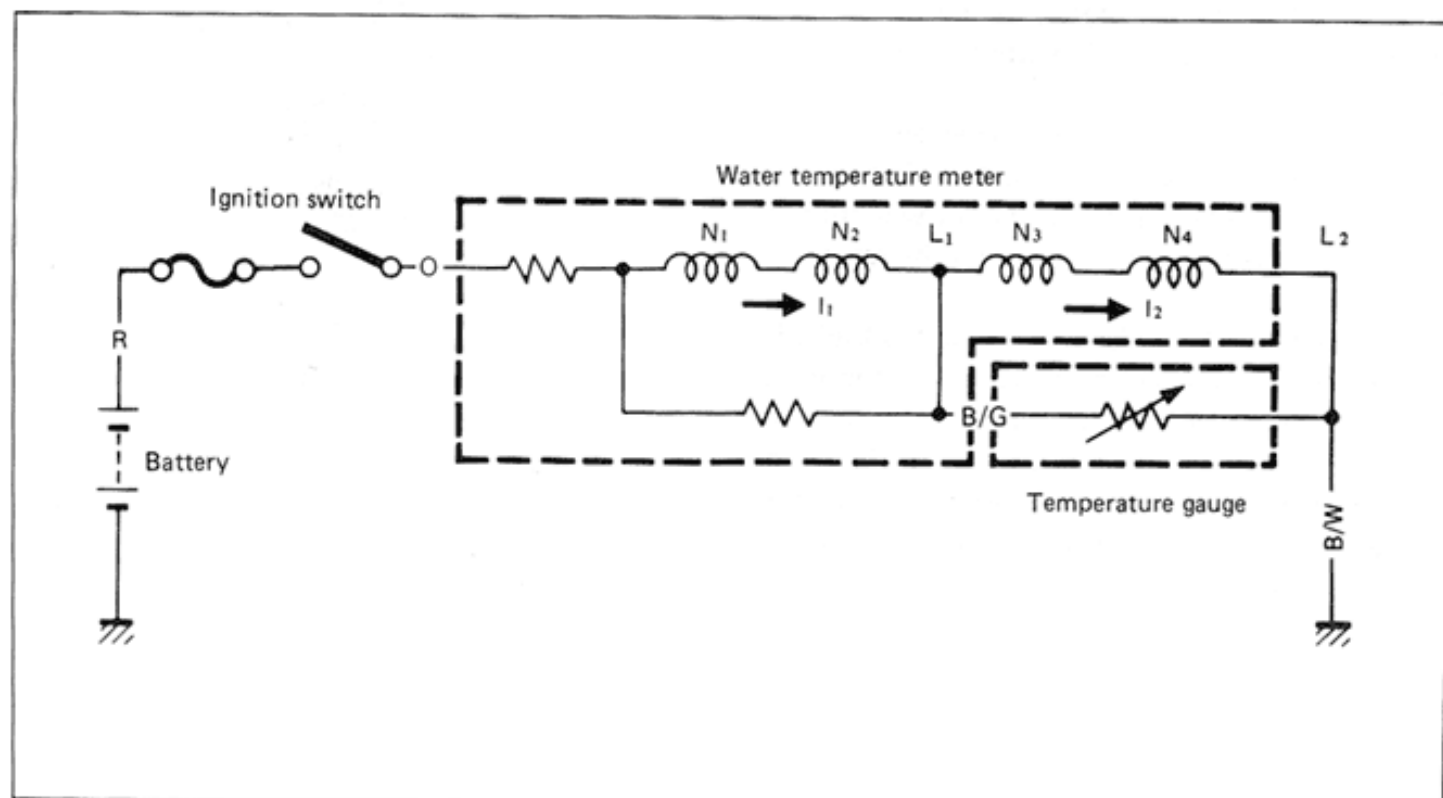 Water temperature meter
Ignition switch
N₁ N₂ L₁ N₃ N₄ L₂
O
I₁ I₂
R
B/G
Battery
Temperature gauge
B/W